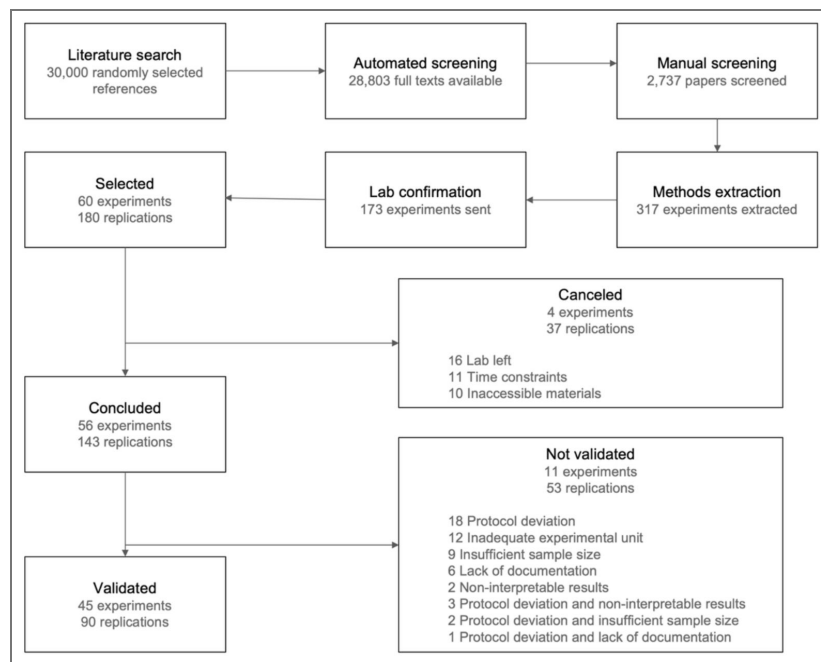 Literature search
30,000 randomly selected
references
Automated screening
28,803 full texts available
Manual screening
2,737 papers screened
Selected
60 experiments
180 replications
Lab confirmation
173 experiments sent
Methods extraction
317 experiments extracted
Canceled
4 experiments
37 replications
16 Lab left
11 Time constraints
10 Inaccessible materials
Concluded
56 experiments
143 replications
Not validated
11 experiments
53 replications
18 Protocol deviation
12 Inadequate experimental unit
9 Insufficient sample size
6 Lack of documentation
2 Non-interpretable results
3 Protocol deviation and non-interpretable results
2 Protocol deviation and insufficient sample size
1 Protocol deviation and lack of documentation
Validated
45 experiments
90 replications